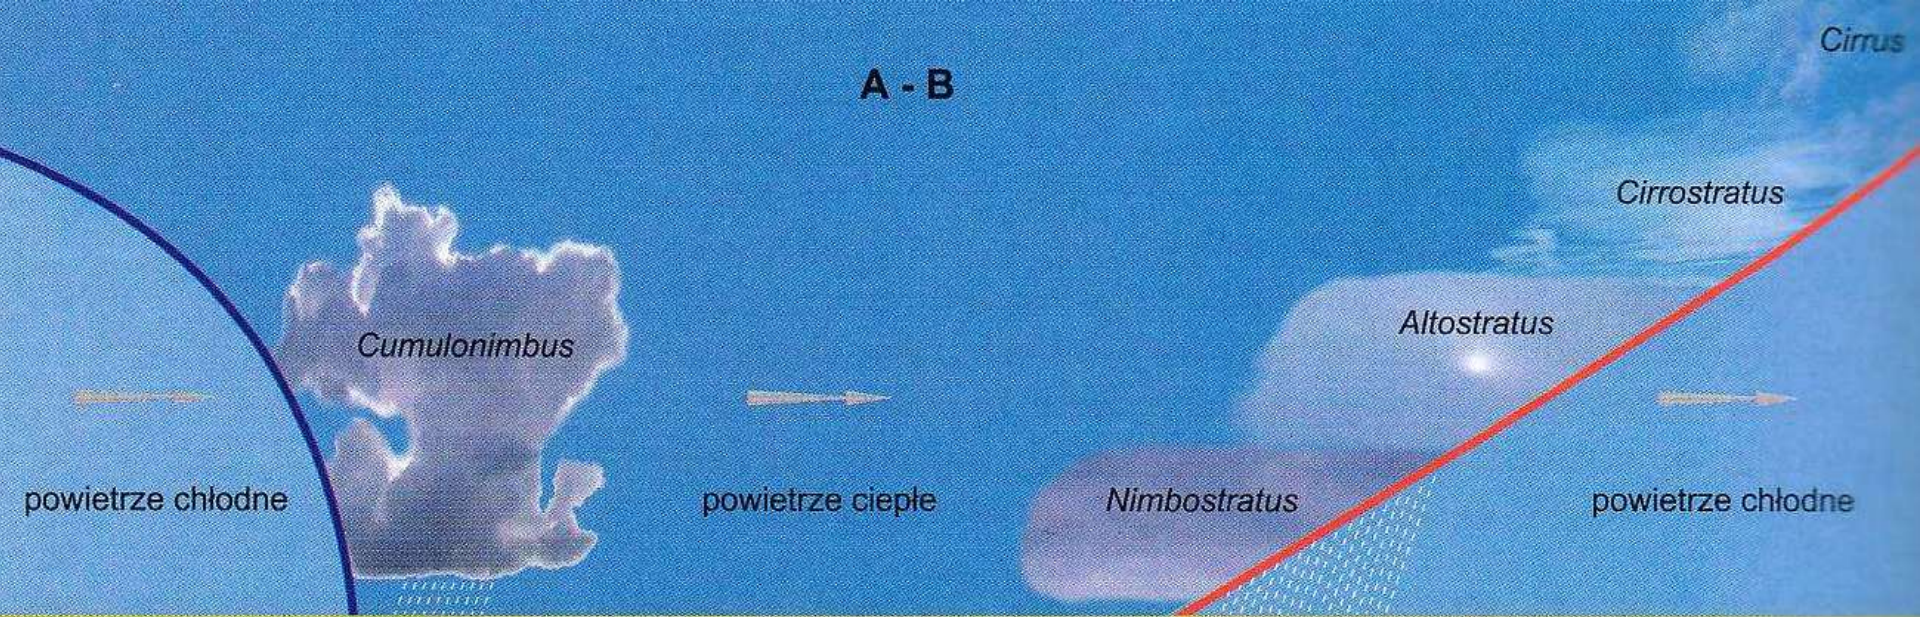 Cirrus
A - B
Cirrostratus
Altostratus
Cumulonimbus
powietrze chłodne
powietrze ciepłe
Nimbostratus
powietrze chłodne